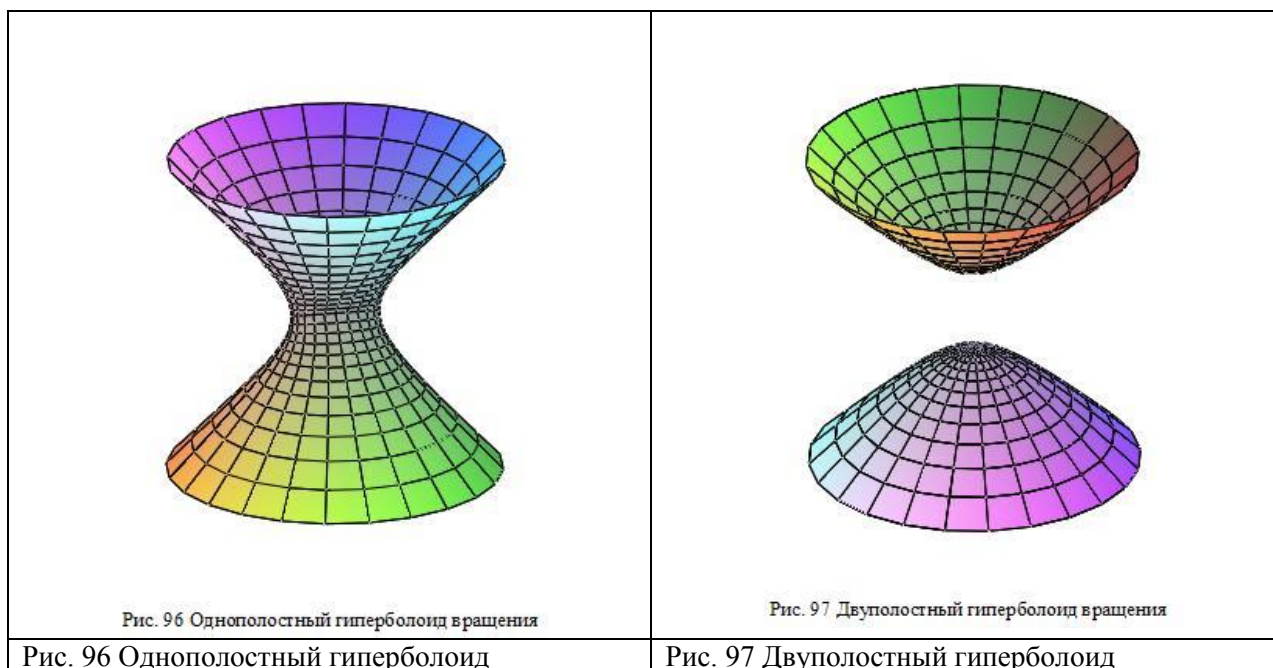 Рис. 96 Однополостный гиперболоид вращения
Рис. 97 Двуполостный гиперболоид вращения
Рис. 96 Однополостный гиперболоид
Рис. 97 Двуполостный гиперболоид